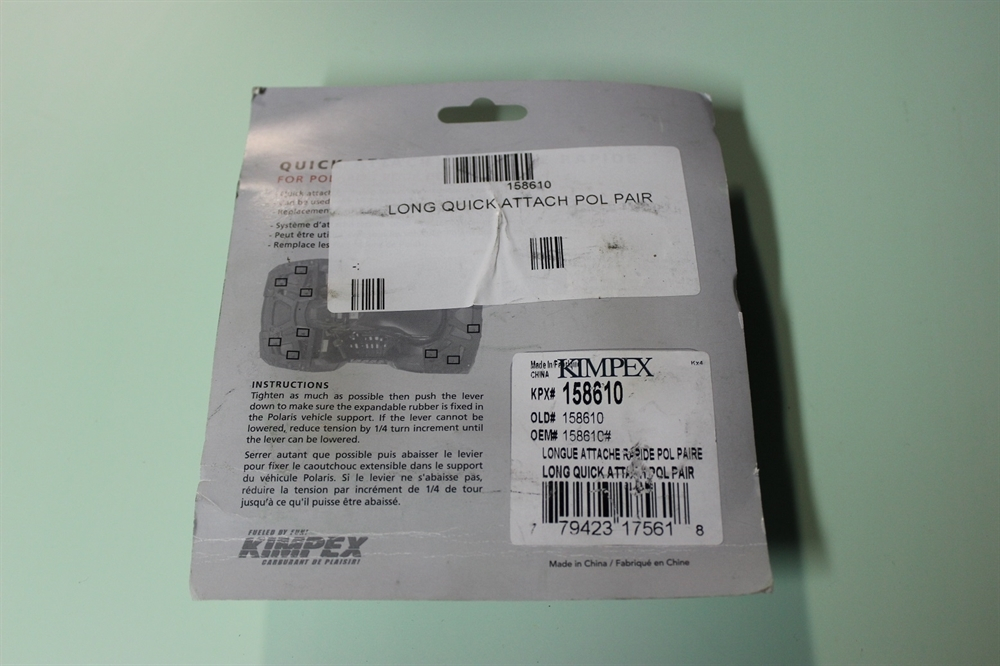 158610
LONG QUICK ATTACH POL PAIR
QUICK
FOR POL
Can be used
Replacemen
- Système d'at
- Peut être uti
- Remplace les
INSTRUCTIONS
Tighten as much as possible then push the lever
down to make sure the expandable rubber is fixed in
the Polaris vehicle support. If the lever cannot be
lowered, reduce tension by 1/4 turn increment until
the lever can be lowered.
Serrer autant que possible puis abaisser le levier
pour fixer le caoutchouc extensible dans le support
du véhicule Polaris. Si le levier ne s'abaisse pas,
réduire la tension par incrément de 1/4 de tour
jusqu'à ce qu'il puisse être abaissé.
FUELED BY FUN!
KIMPEX
CARBURANT DE PLAISIR!
Made In/
CHINA
KIMPEX
KPX# 158610
OLD# 158610
OEM# 158610#
LONGUE ATTACHE RAPIDE POL PAIRE
LONG QUICK ATTACH POL PAIR
7 79423 17561 8
Made in China / Fabriqué en Chine